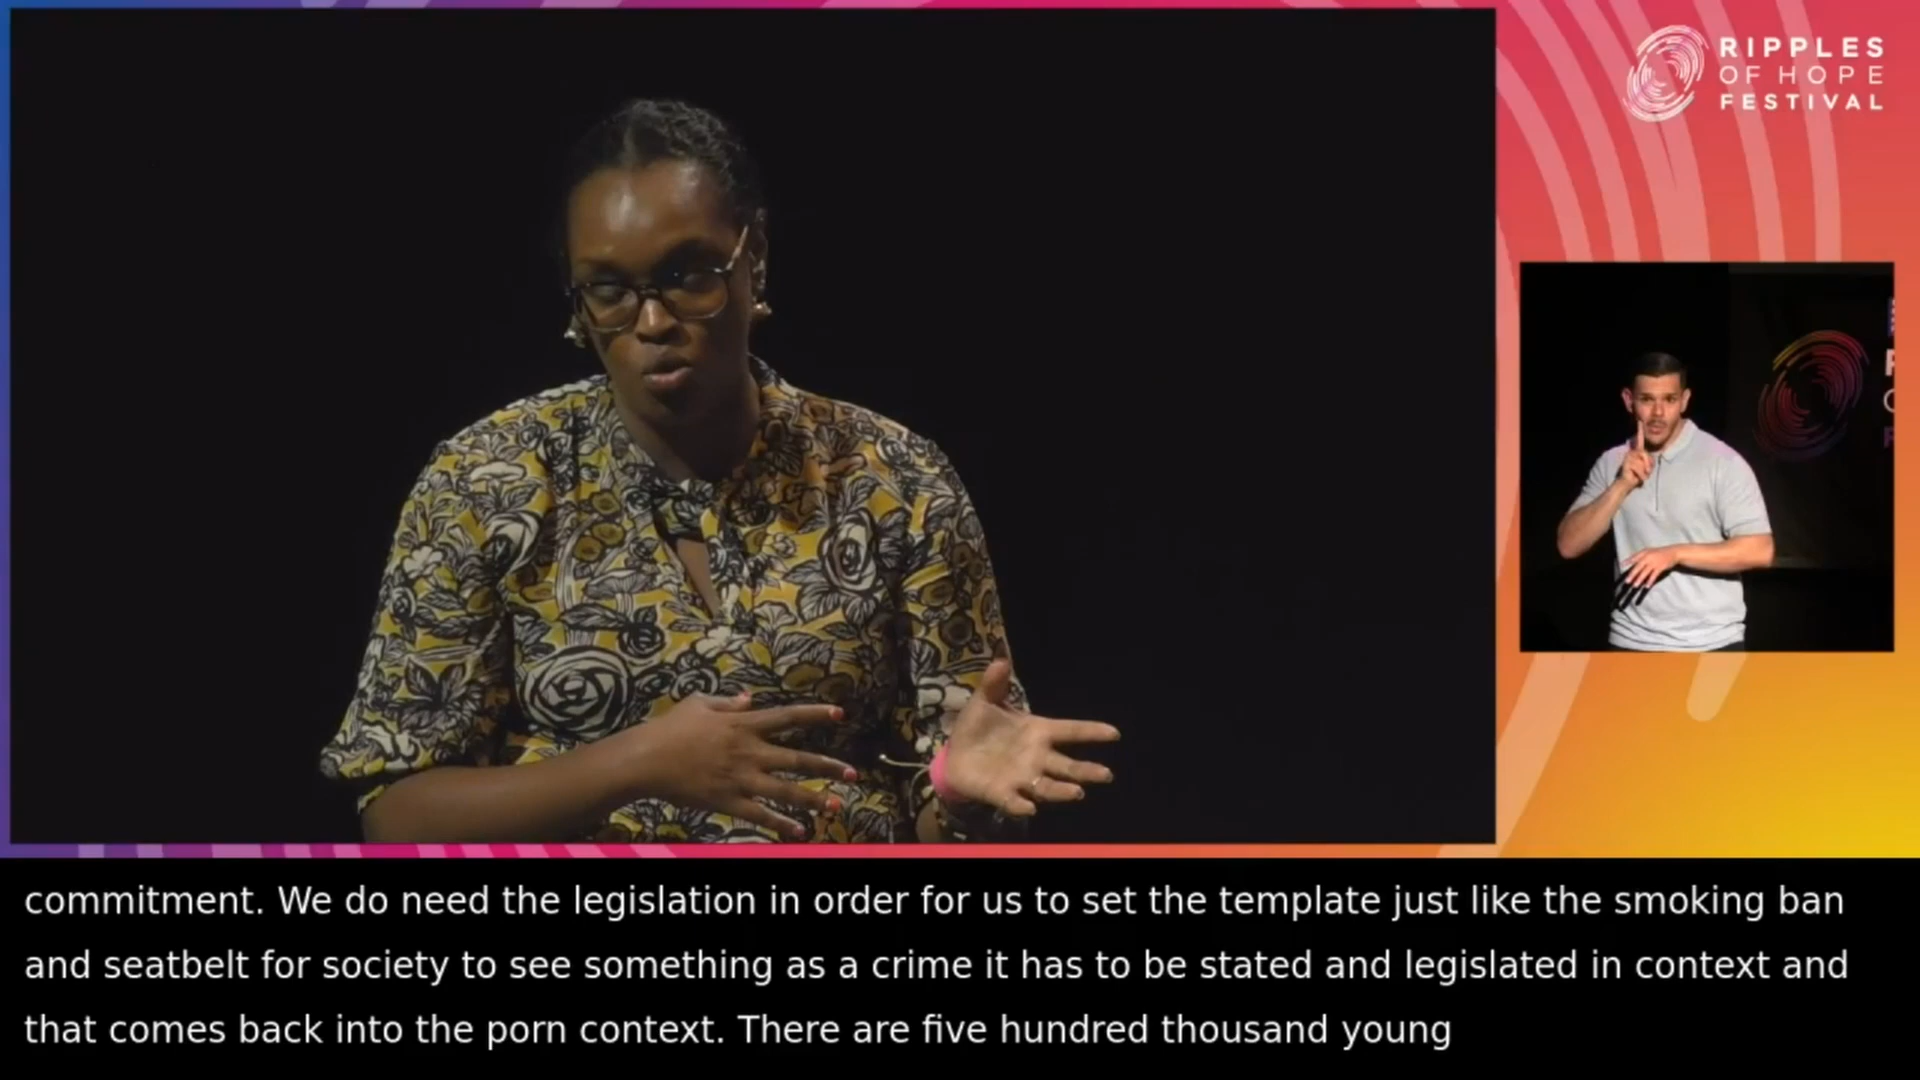 RIPPLES
OF HOPE
FESTIVAL
commitment. We do need the legislation in order for us to set the template just like the smoking ban
and seatbelt for society to see something as a crime it has to be stated and legislated in context and
that comes back into the porn context. There are five hundred thousand young